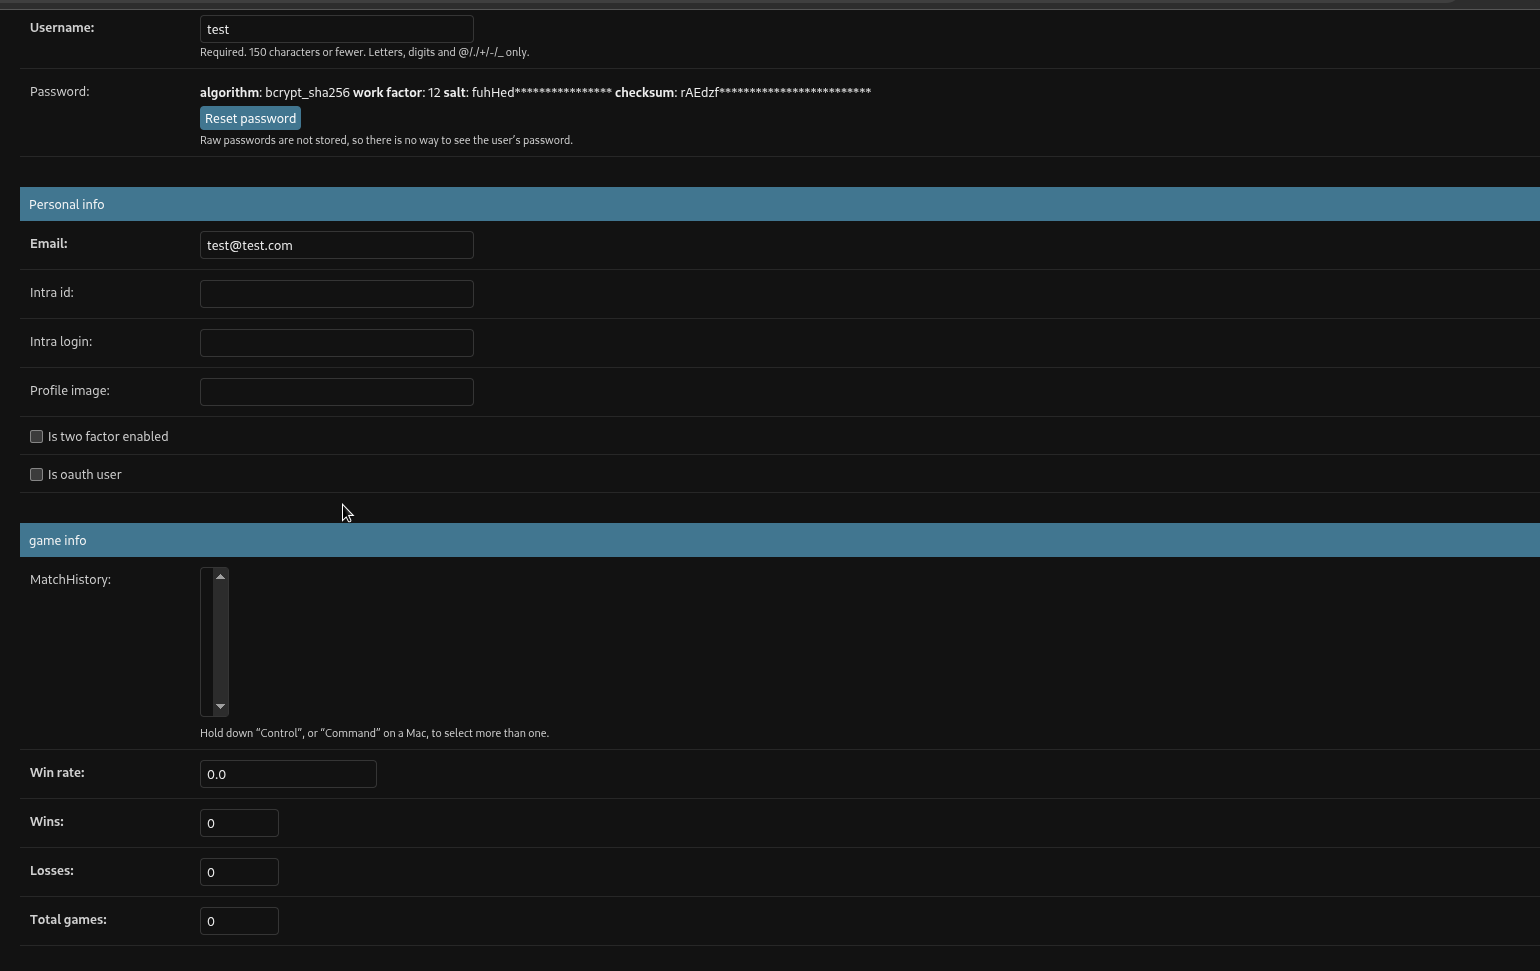 Username:
test
Required. 150 characters or fewer. Letters, digits and @/./+/-/_ only.
Password:
algorithm: bcrypt_sha256 work factor: 12 salt: fuhHed**************** checksum: rAEdzf*************************
Reset password
Raw passwords are not stored, so there is no way to see the user’s password.
Personal info
Email:
test@test.com
Intra id:
Intra login:
Profile image:
Is two factor enabled
Is oauth user
game info
MatchHistory:
Hold down “Control”, or “Command” on a Mac, to select more than one.
Win rate:
0.0
Wins:
0
Losses:
0
Total games:
0